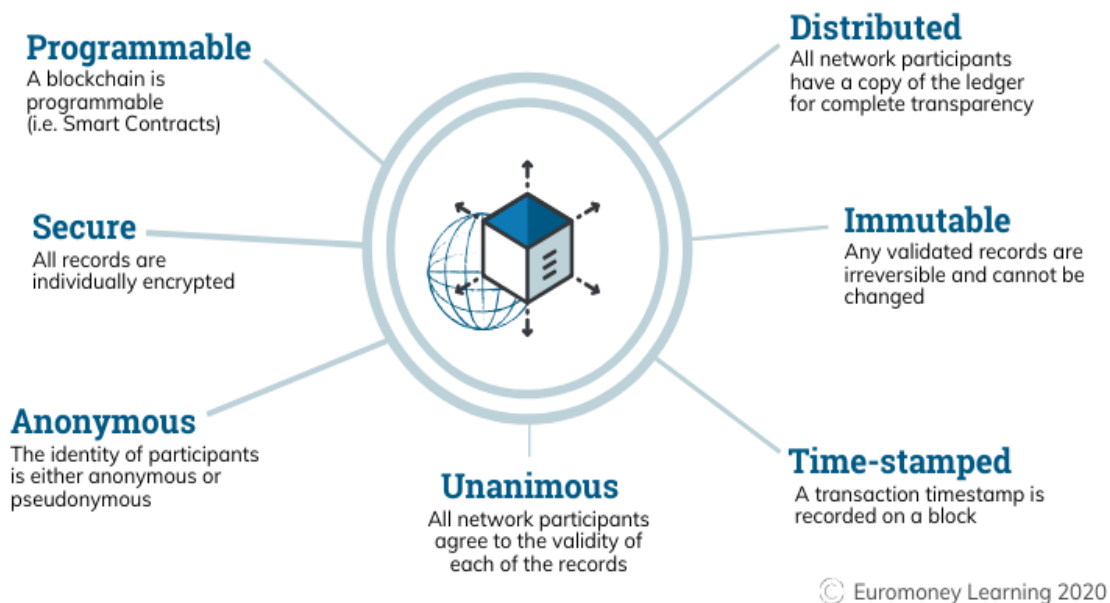 Programmable
A blockchain is
programmable
(i.e. Smart Contracts)
Distributed
All network participants
have a copy of the ledger
for complete transparency
Secure
All records are
individually encrypted
Immutable
Any validated records are
irreversible and cannot be
changed
Anonymous
The identity of participants
is either anonymous or
pseudonymous
Unanimous
All network participants
agree to the validity of
each of the records
Time-stamped
A transaction timestamp is
recorded on a block
© Euromoney Learning 2020